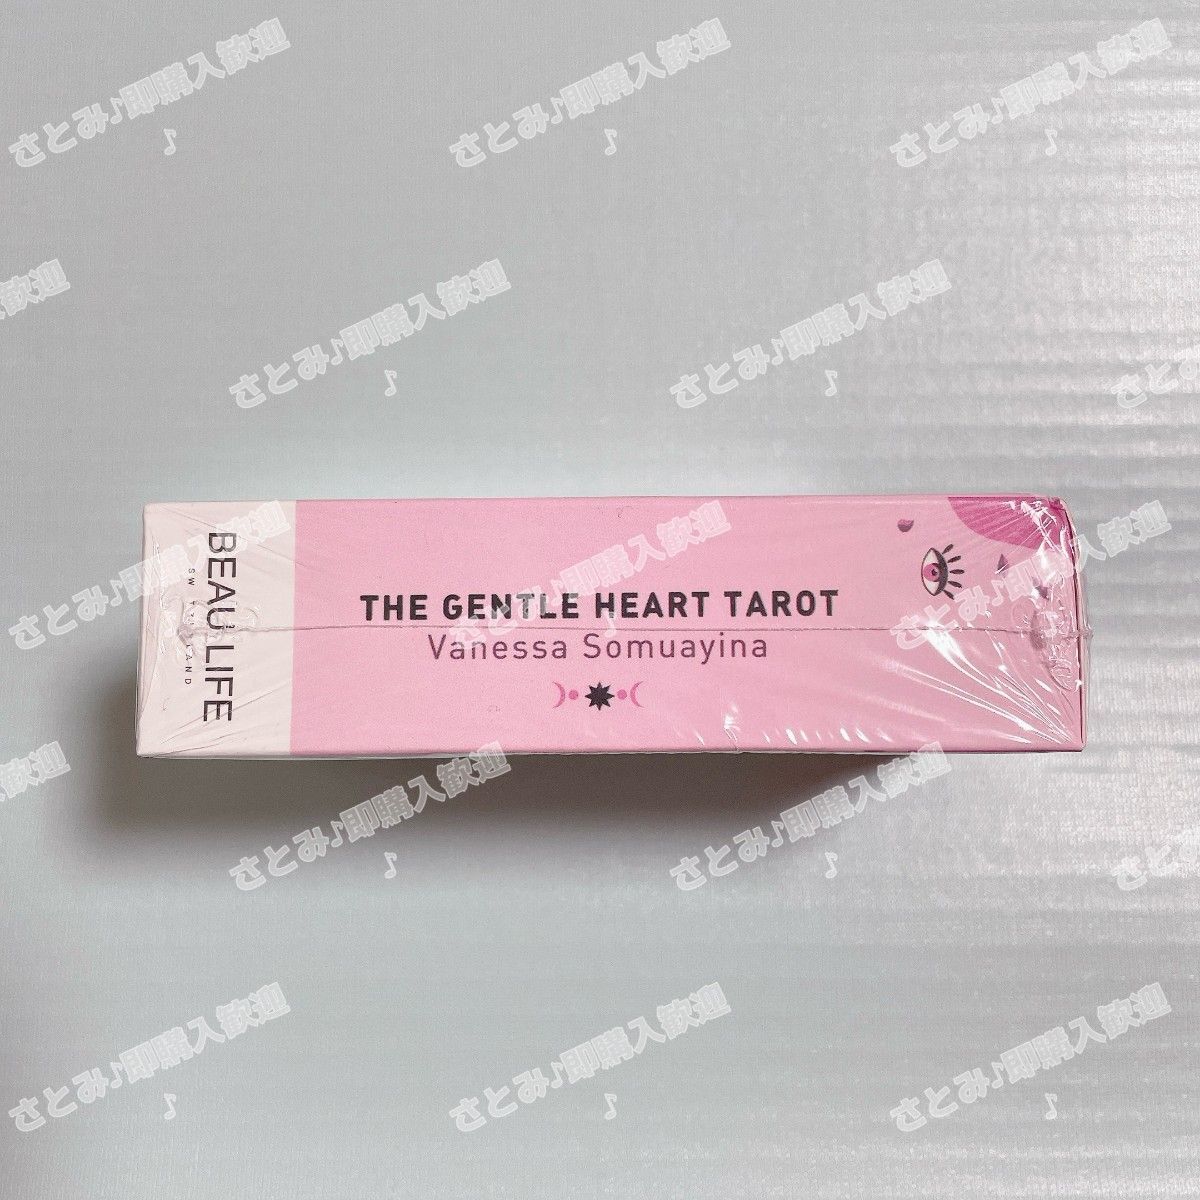 さとみ♪即購入歓迎♪
THE GENTLE HEART TAROT
Vanessa Somuayina
BEAU LIFE